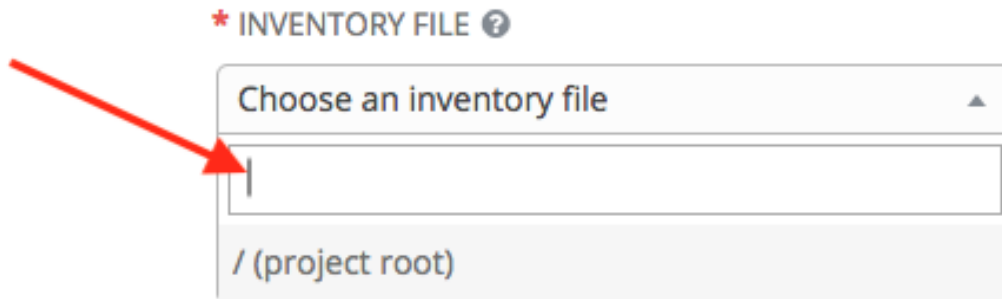 * INVENTORY FILE ?
Choose an inventory file
/ (project root)